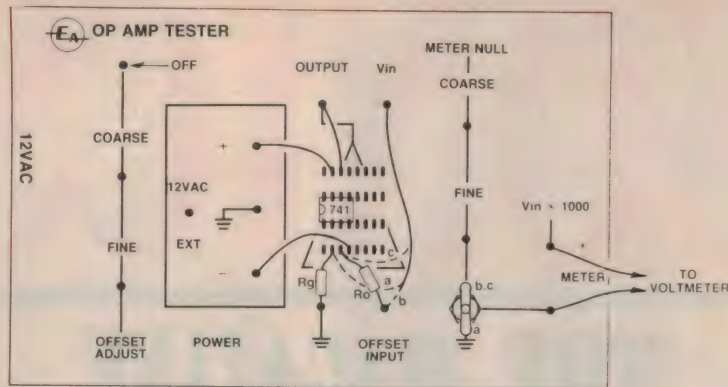 EA OP AMP TESTER
OFF
COARSE
FINE
OFFSET
ADJUST
12VAC
+
12VAC
EXT
−
POWER
OUTPUT
Vin
741
c
a
b
Rg
Ro
OFFSET
INPUT
METER NULL
COARSE
FINE
b.c
a
Vin × 1000
+
METER
TO
VOLTMETER